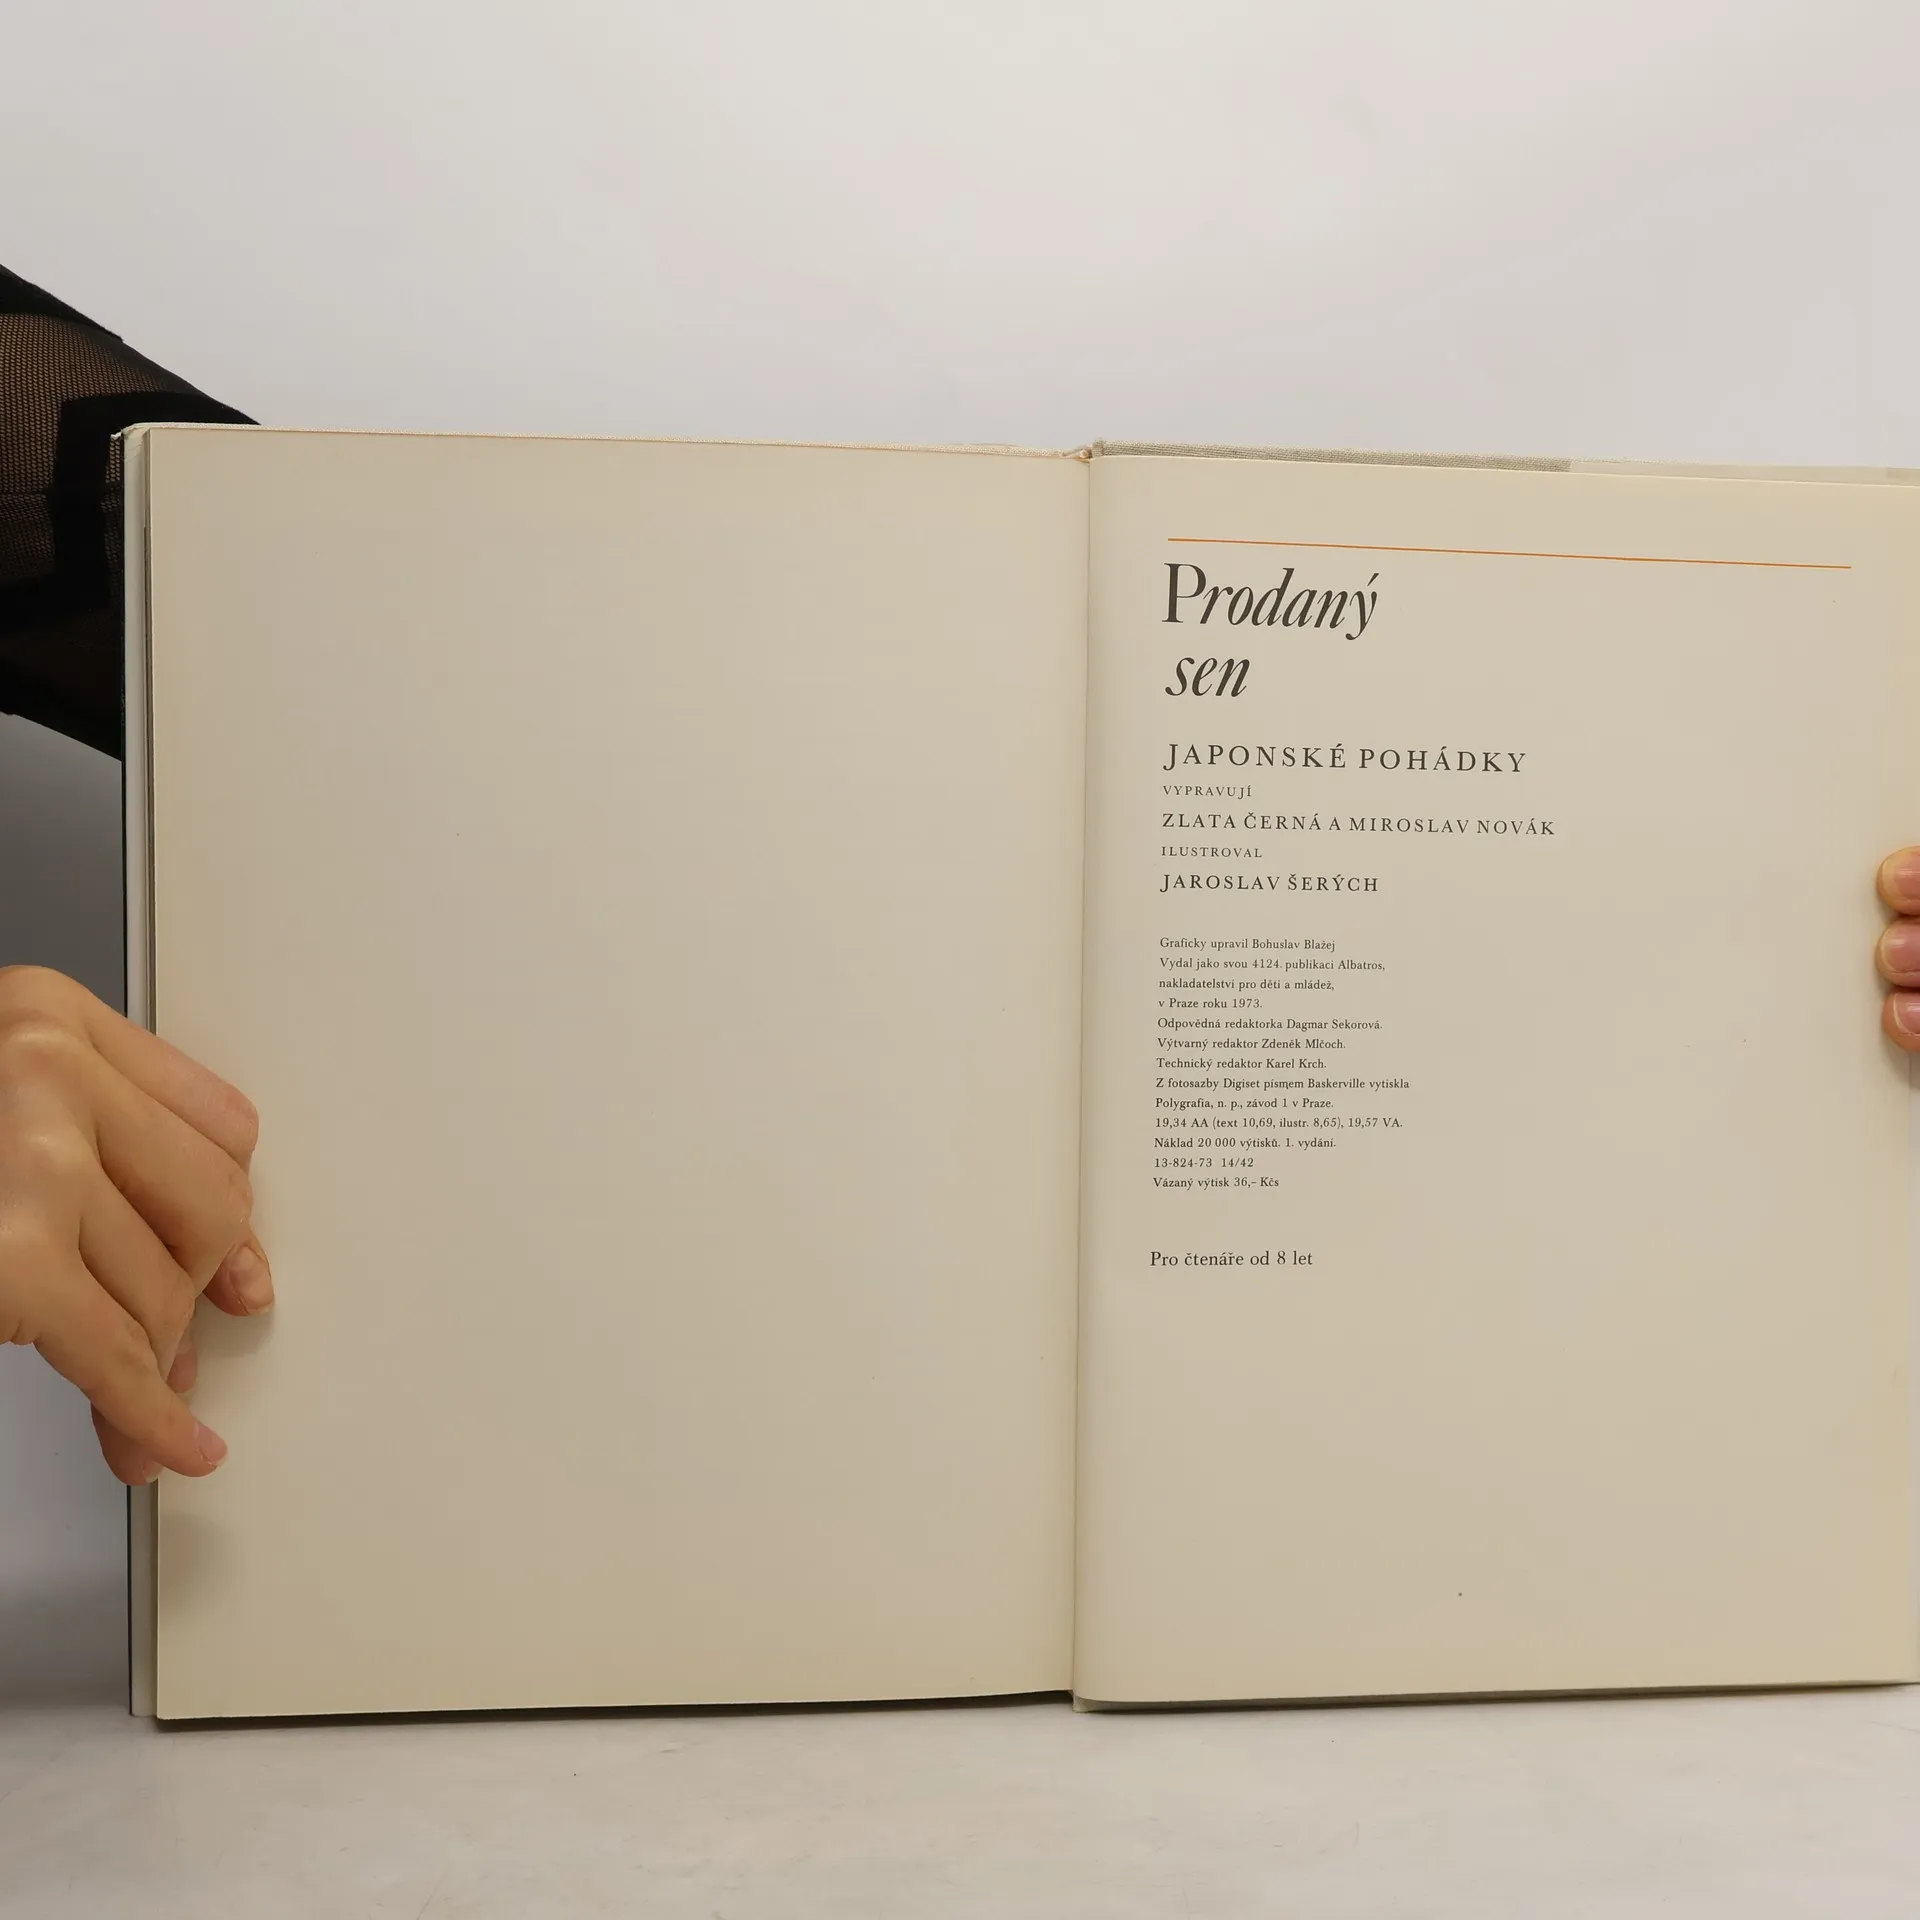 Prodaný
sen
JAPONSKÉ POHÁDKY
VYPRAVUJÍ
ZLATA ČERNÁ A MIROSLAV NOVÁK
ILUSTROVAL
JAROSLAV ŠERÝCH
Graficky upravil Bohuslav Blažej
Vydal jako svou 4124. publikaci Albatros,
nakladatelství pro děti a mládež,
v Praze roku 1973.
Odpovědná redaktorka Dagmar Sekorová.
Výtvarný redaktor Zdeněk Mlčoch.
Technický redaktor Karel Krch.
Z fotosazby Digiset písmem Baskerville vytiskla
Polygrafia, n. p., závod 1 v Praze.
19,34 AA (text 10,69, ilustr. 8,65), 19,57 VA.
Náklad 20 000 výtisků. 1. vydání.
13-824-73 14/42
Vázaný výtisk 36,– Kčs
Pro čtenáře od 8 let